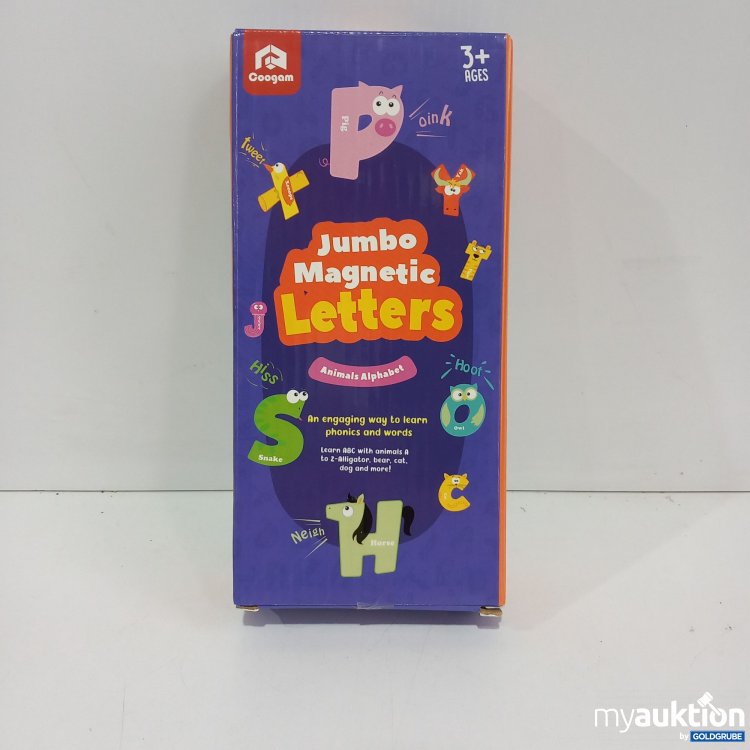 Coogam
3+
AGES
Pig
oink
tweet
Xenops
Yak
Jumbo
Magnetic
Letters
Animals Alphabet
Hiss
Hoot
An engaging way to learn
phonics and words
Owl
Snake
Learn ABC with animals A
to Z-Alligator, bear, cat,
dog and more!
Neigh
Horse
myauktion
by GOLDGRUBE